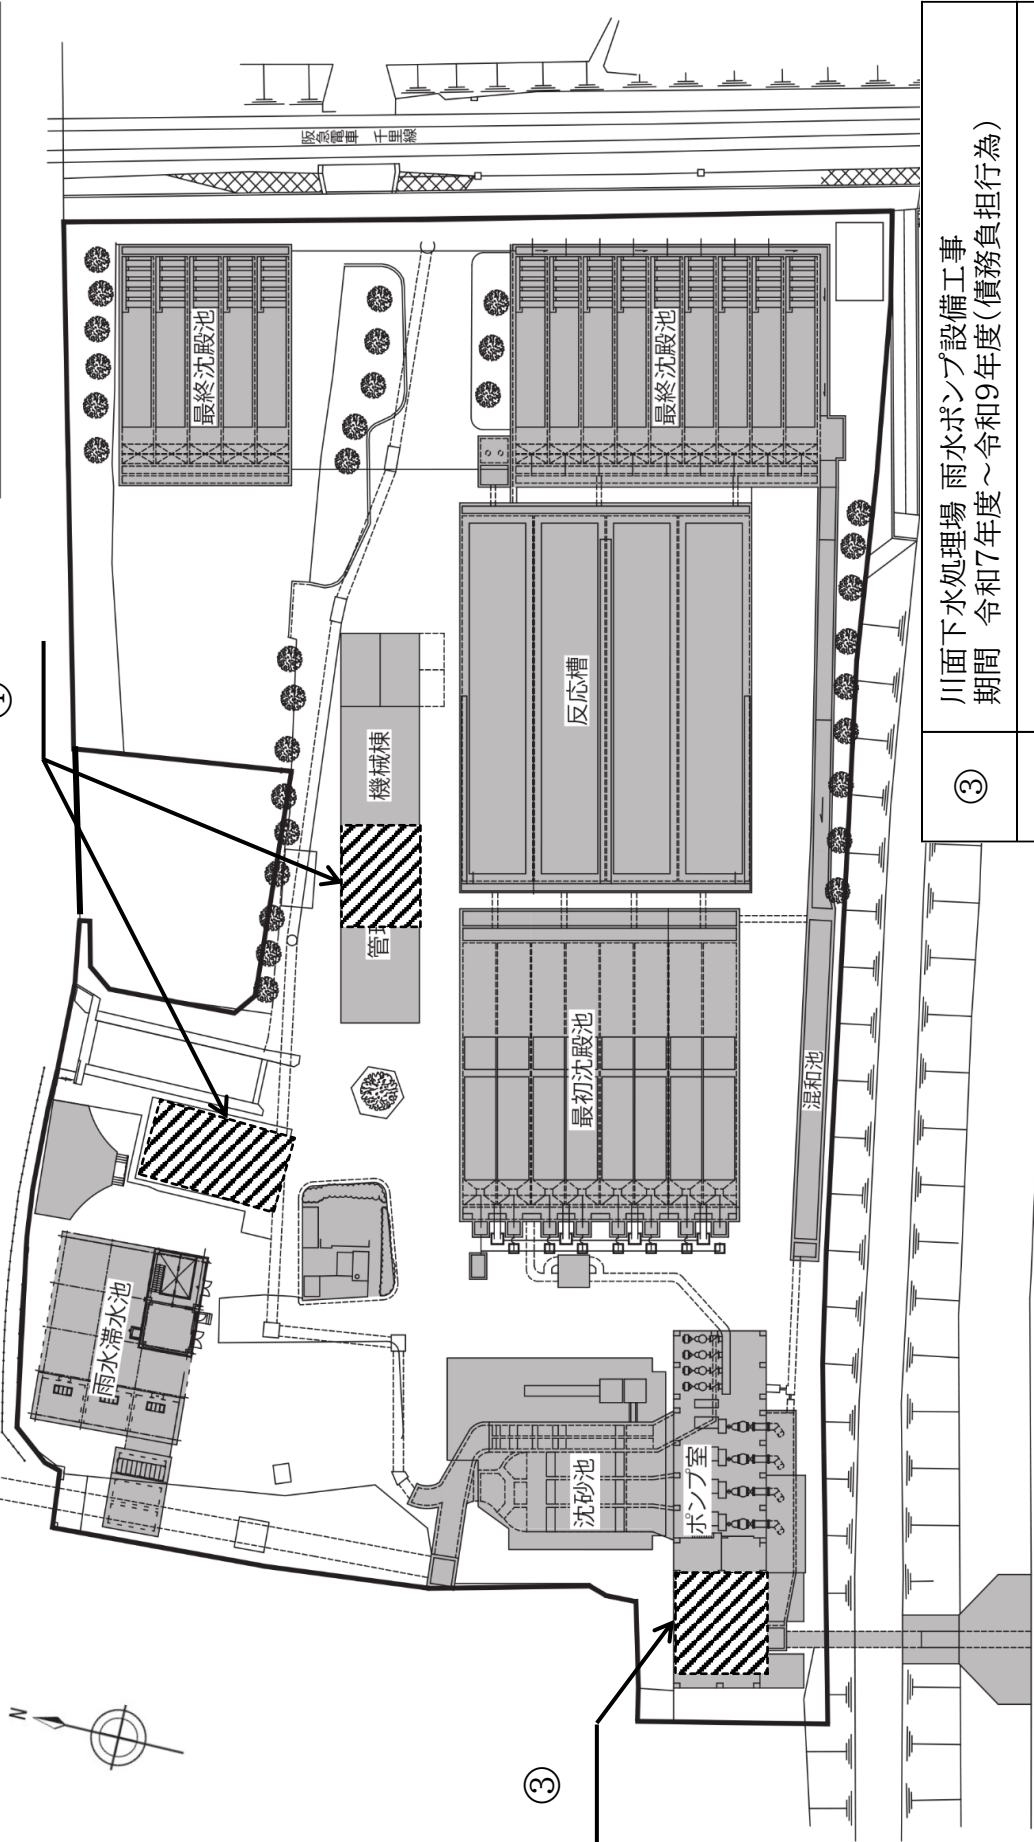 阪急電車　千里線
最終沈殿池
最終沈殿池
反応槽
機械棟
管
最初沈殿池
混和池
雨水滞水池
沈砂池
ポンプ室
N
③
③
川面下水処理場 雨水ポンプ設備工事
期間　令和7年度～令和9年度(債務負担行為)